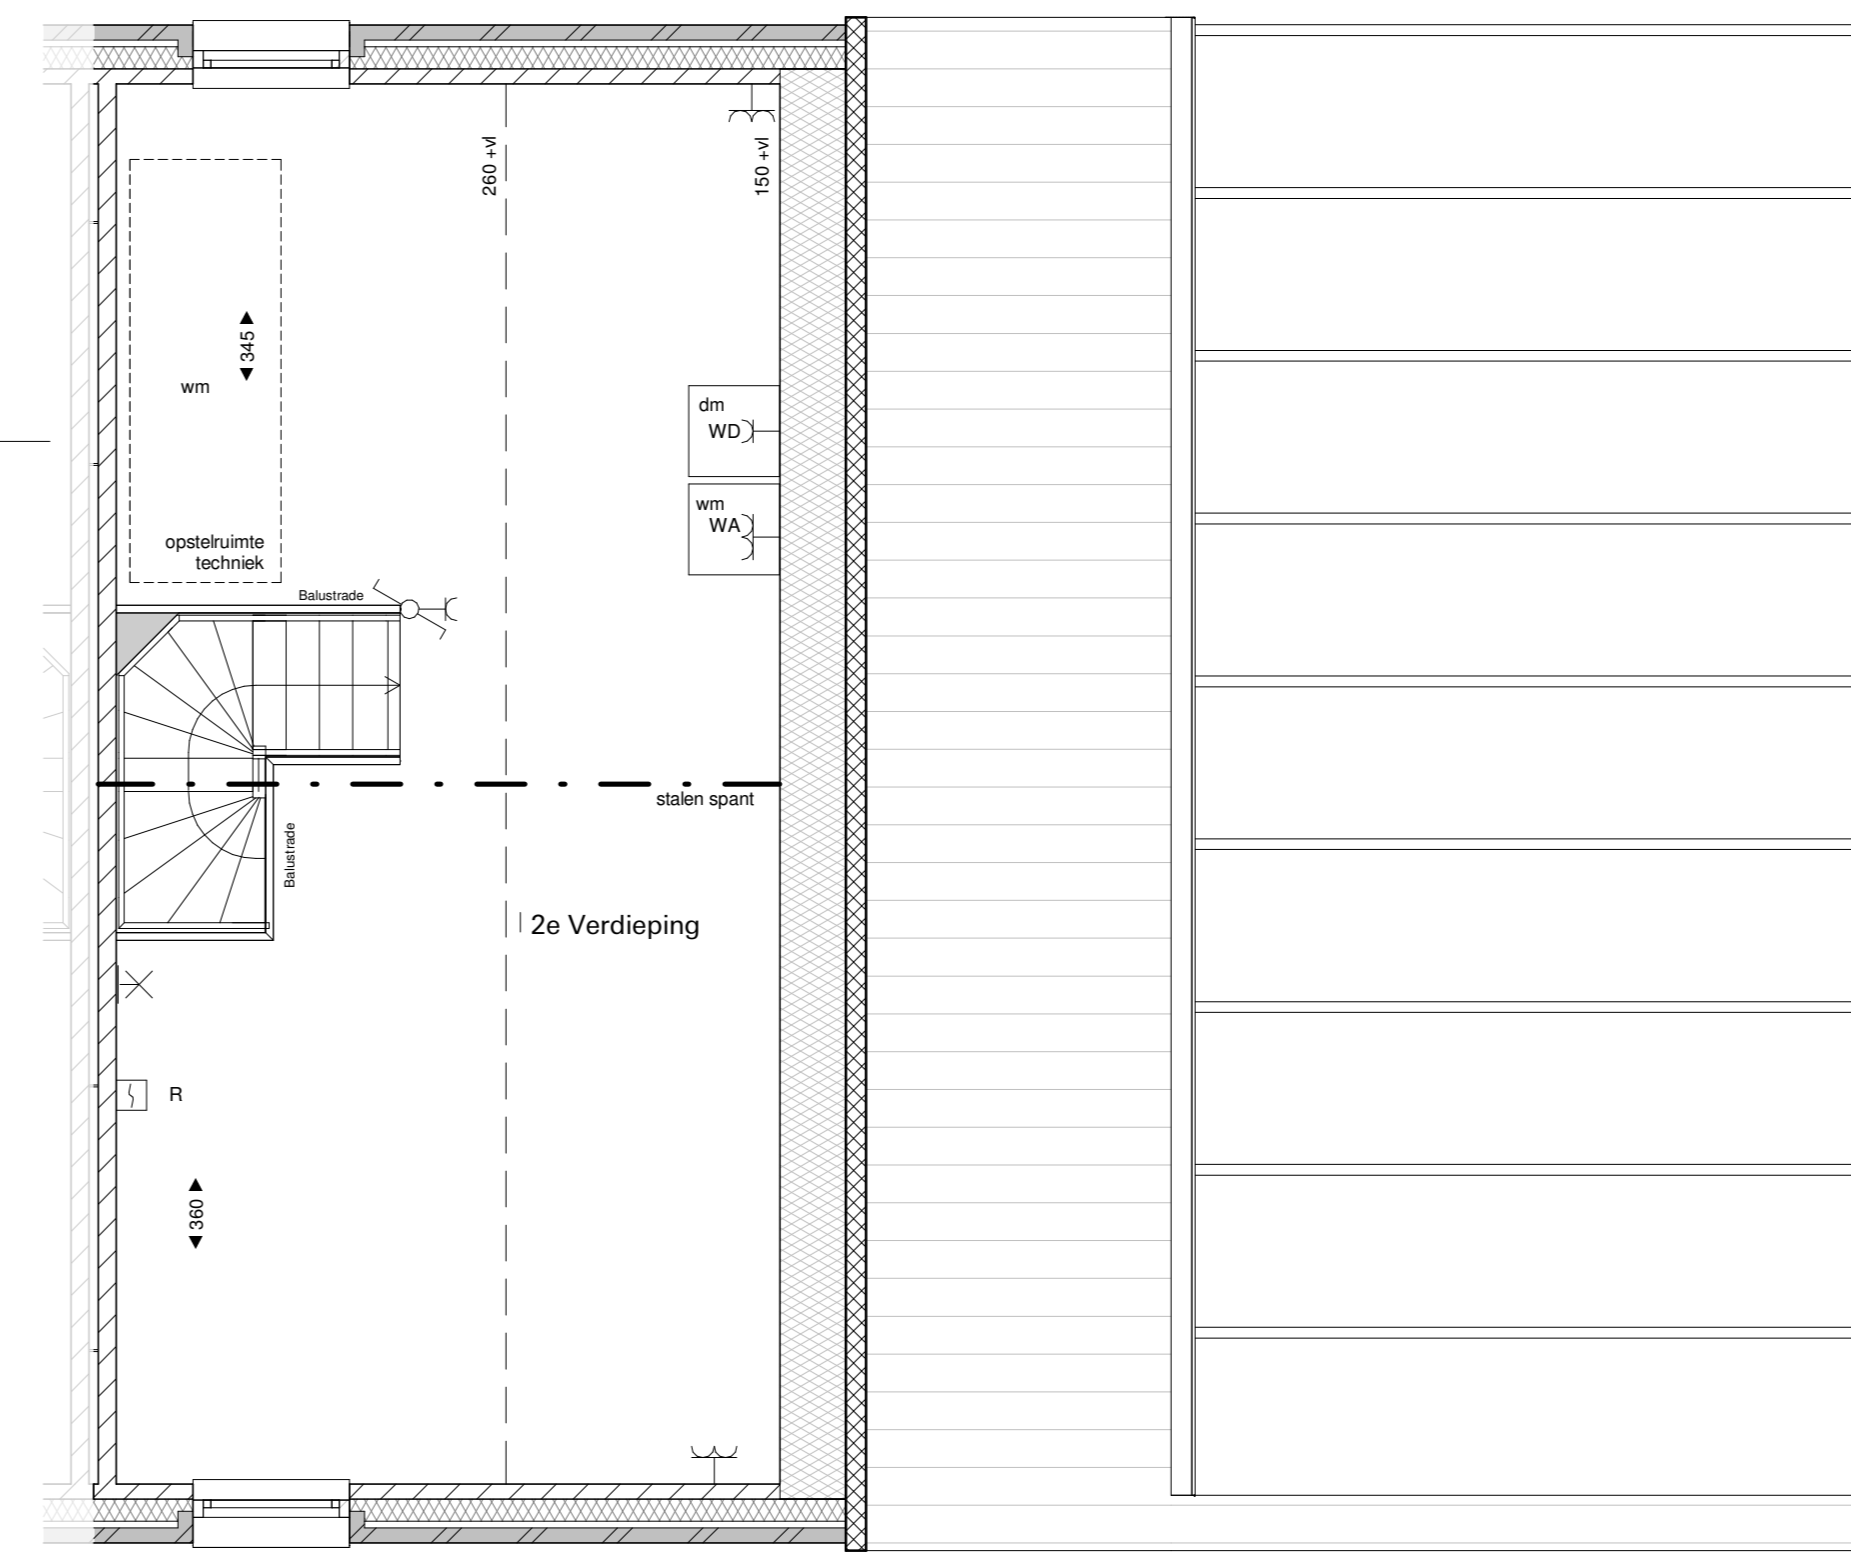 260 +vl
150 +vl
345
wm
dm
WD
wm
WA
opstelruimte
techniek
Balustrade
stalen spant
Balustrade
2e Verdieping
R
360